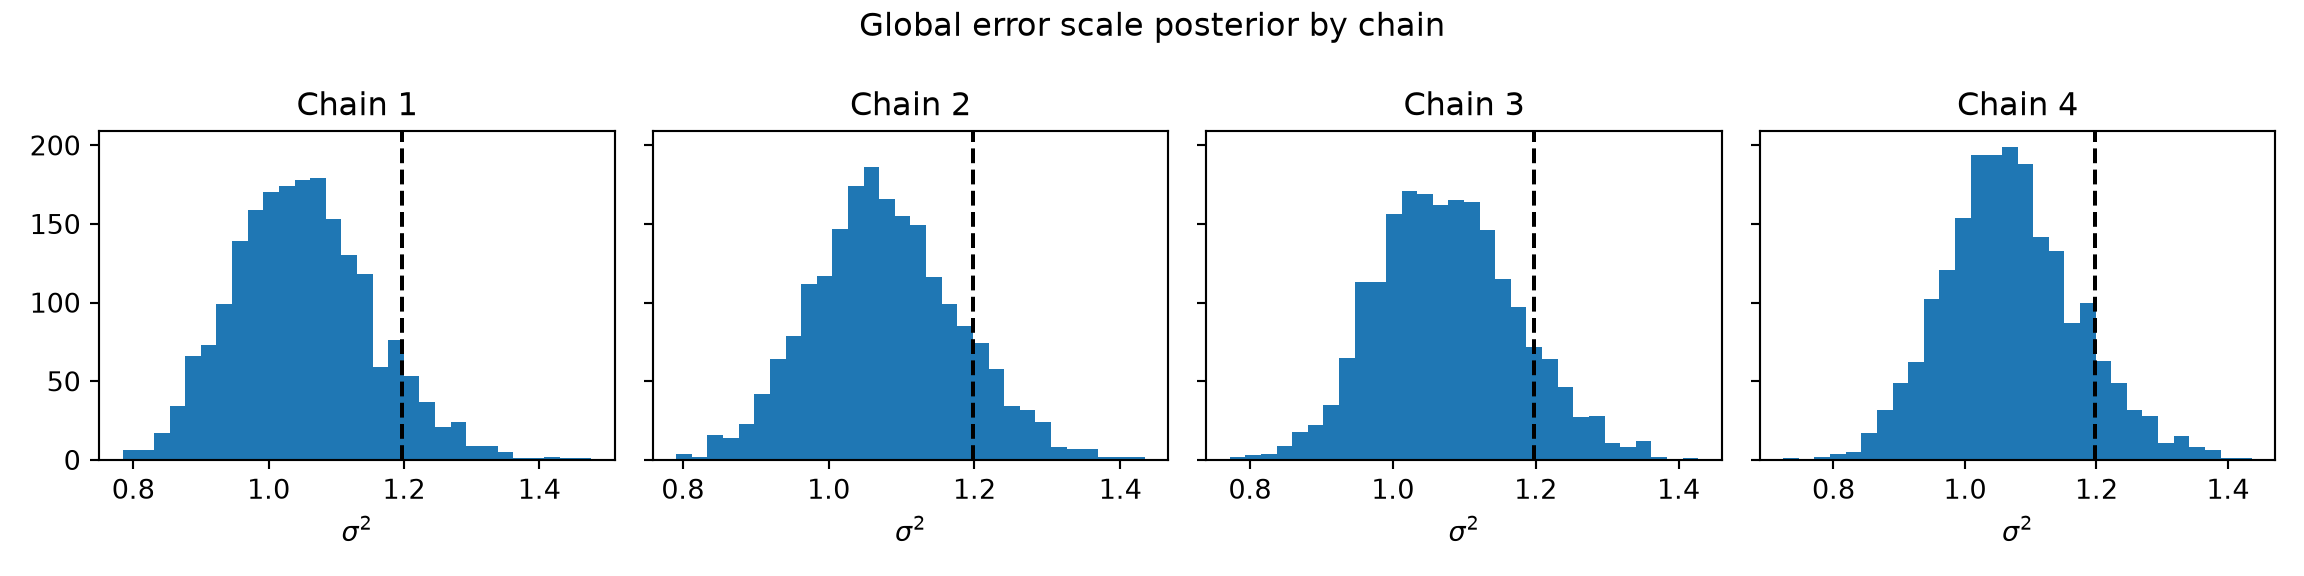 Global error scale posterior by chain
Chain 1 Chain 2 Chain 3 Chain 4
200
150
100
50
0
0.8 1.0 1.2 1.4 0.8 1.0 1.2 1.4 0.8 1.0 1.2 1.4 0.8 1.0 1.2 1.4
σ² σ² σ² σ²